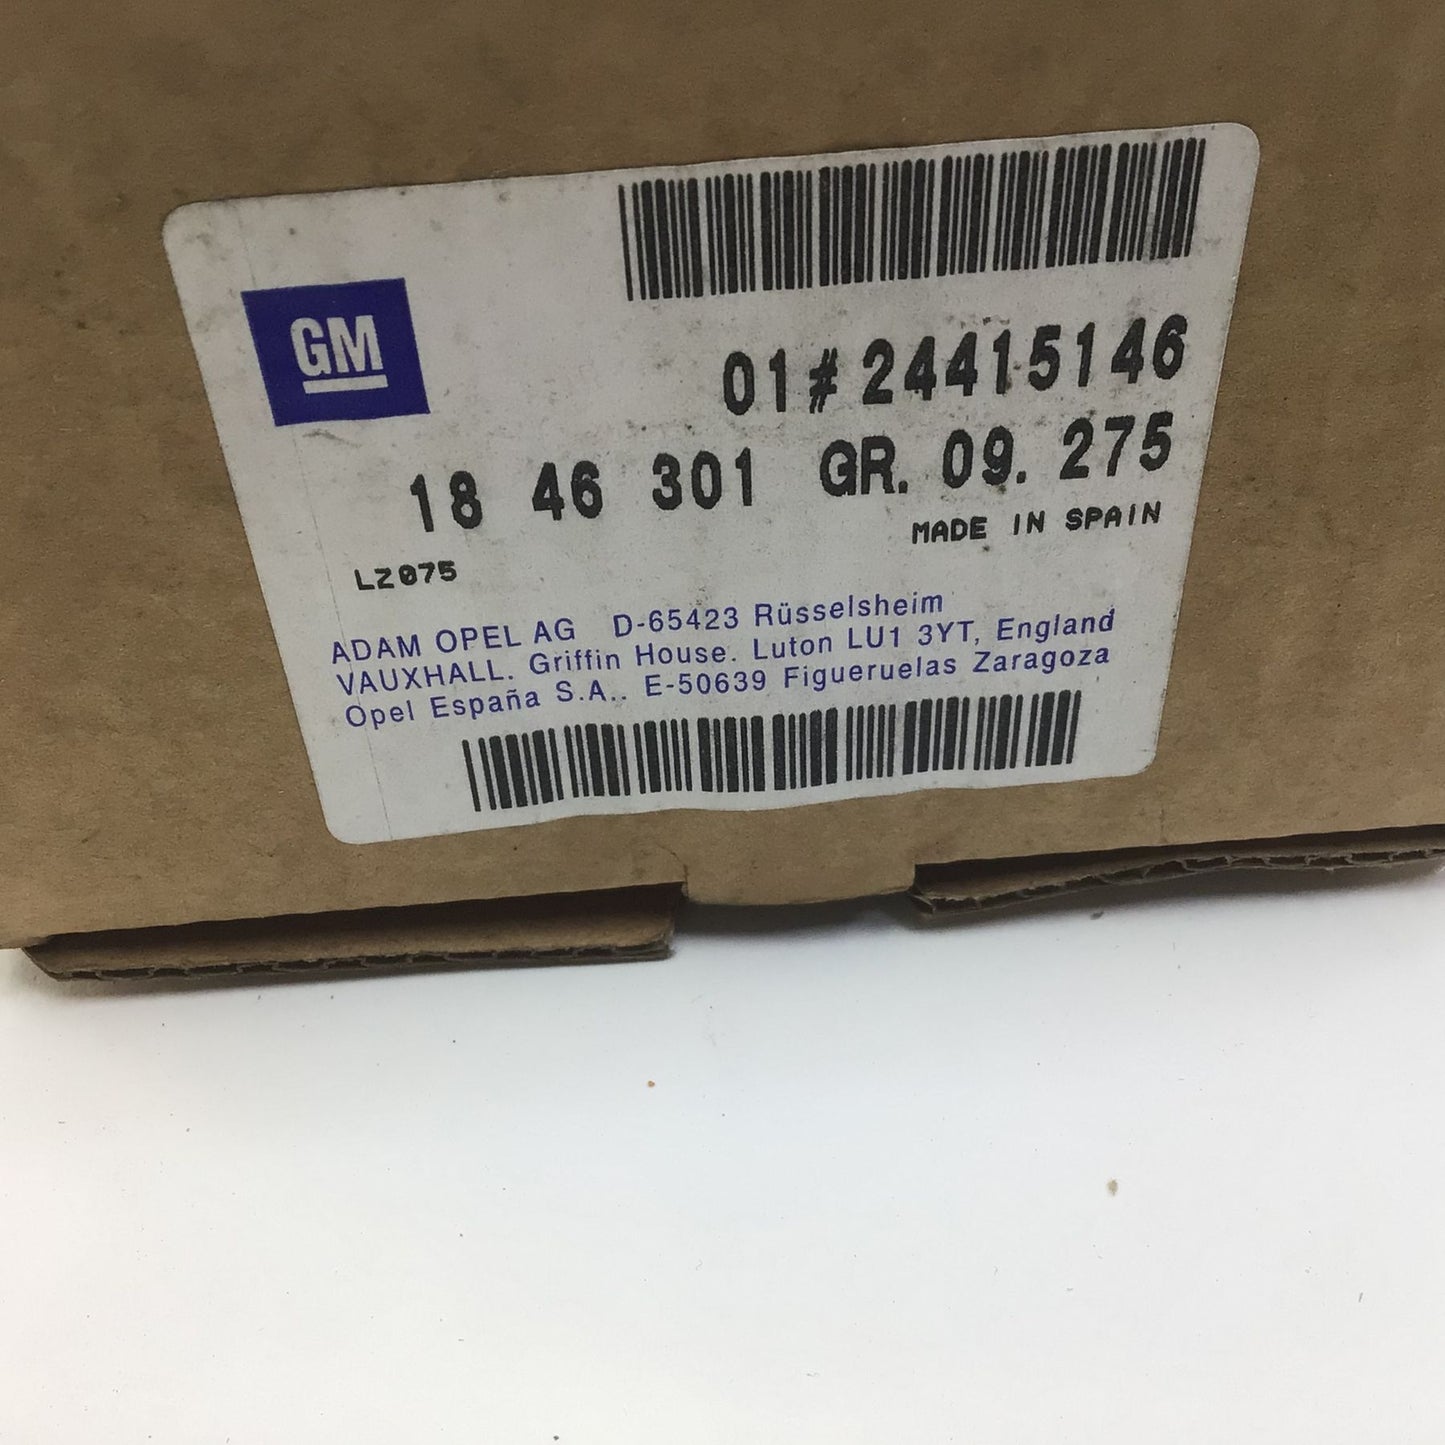 GM
01#24415146
18 46 301 GR. 09. 275
MADE IN SPAIN
LZ075
ADAM OPEL AG D-65423 Rüsselsheim
VAUXHALL. Griffin House. Luton LU1 3YT, England
Opel España S.A.. E-50639 Figueruelas Zaragoza